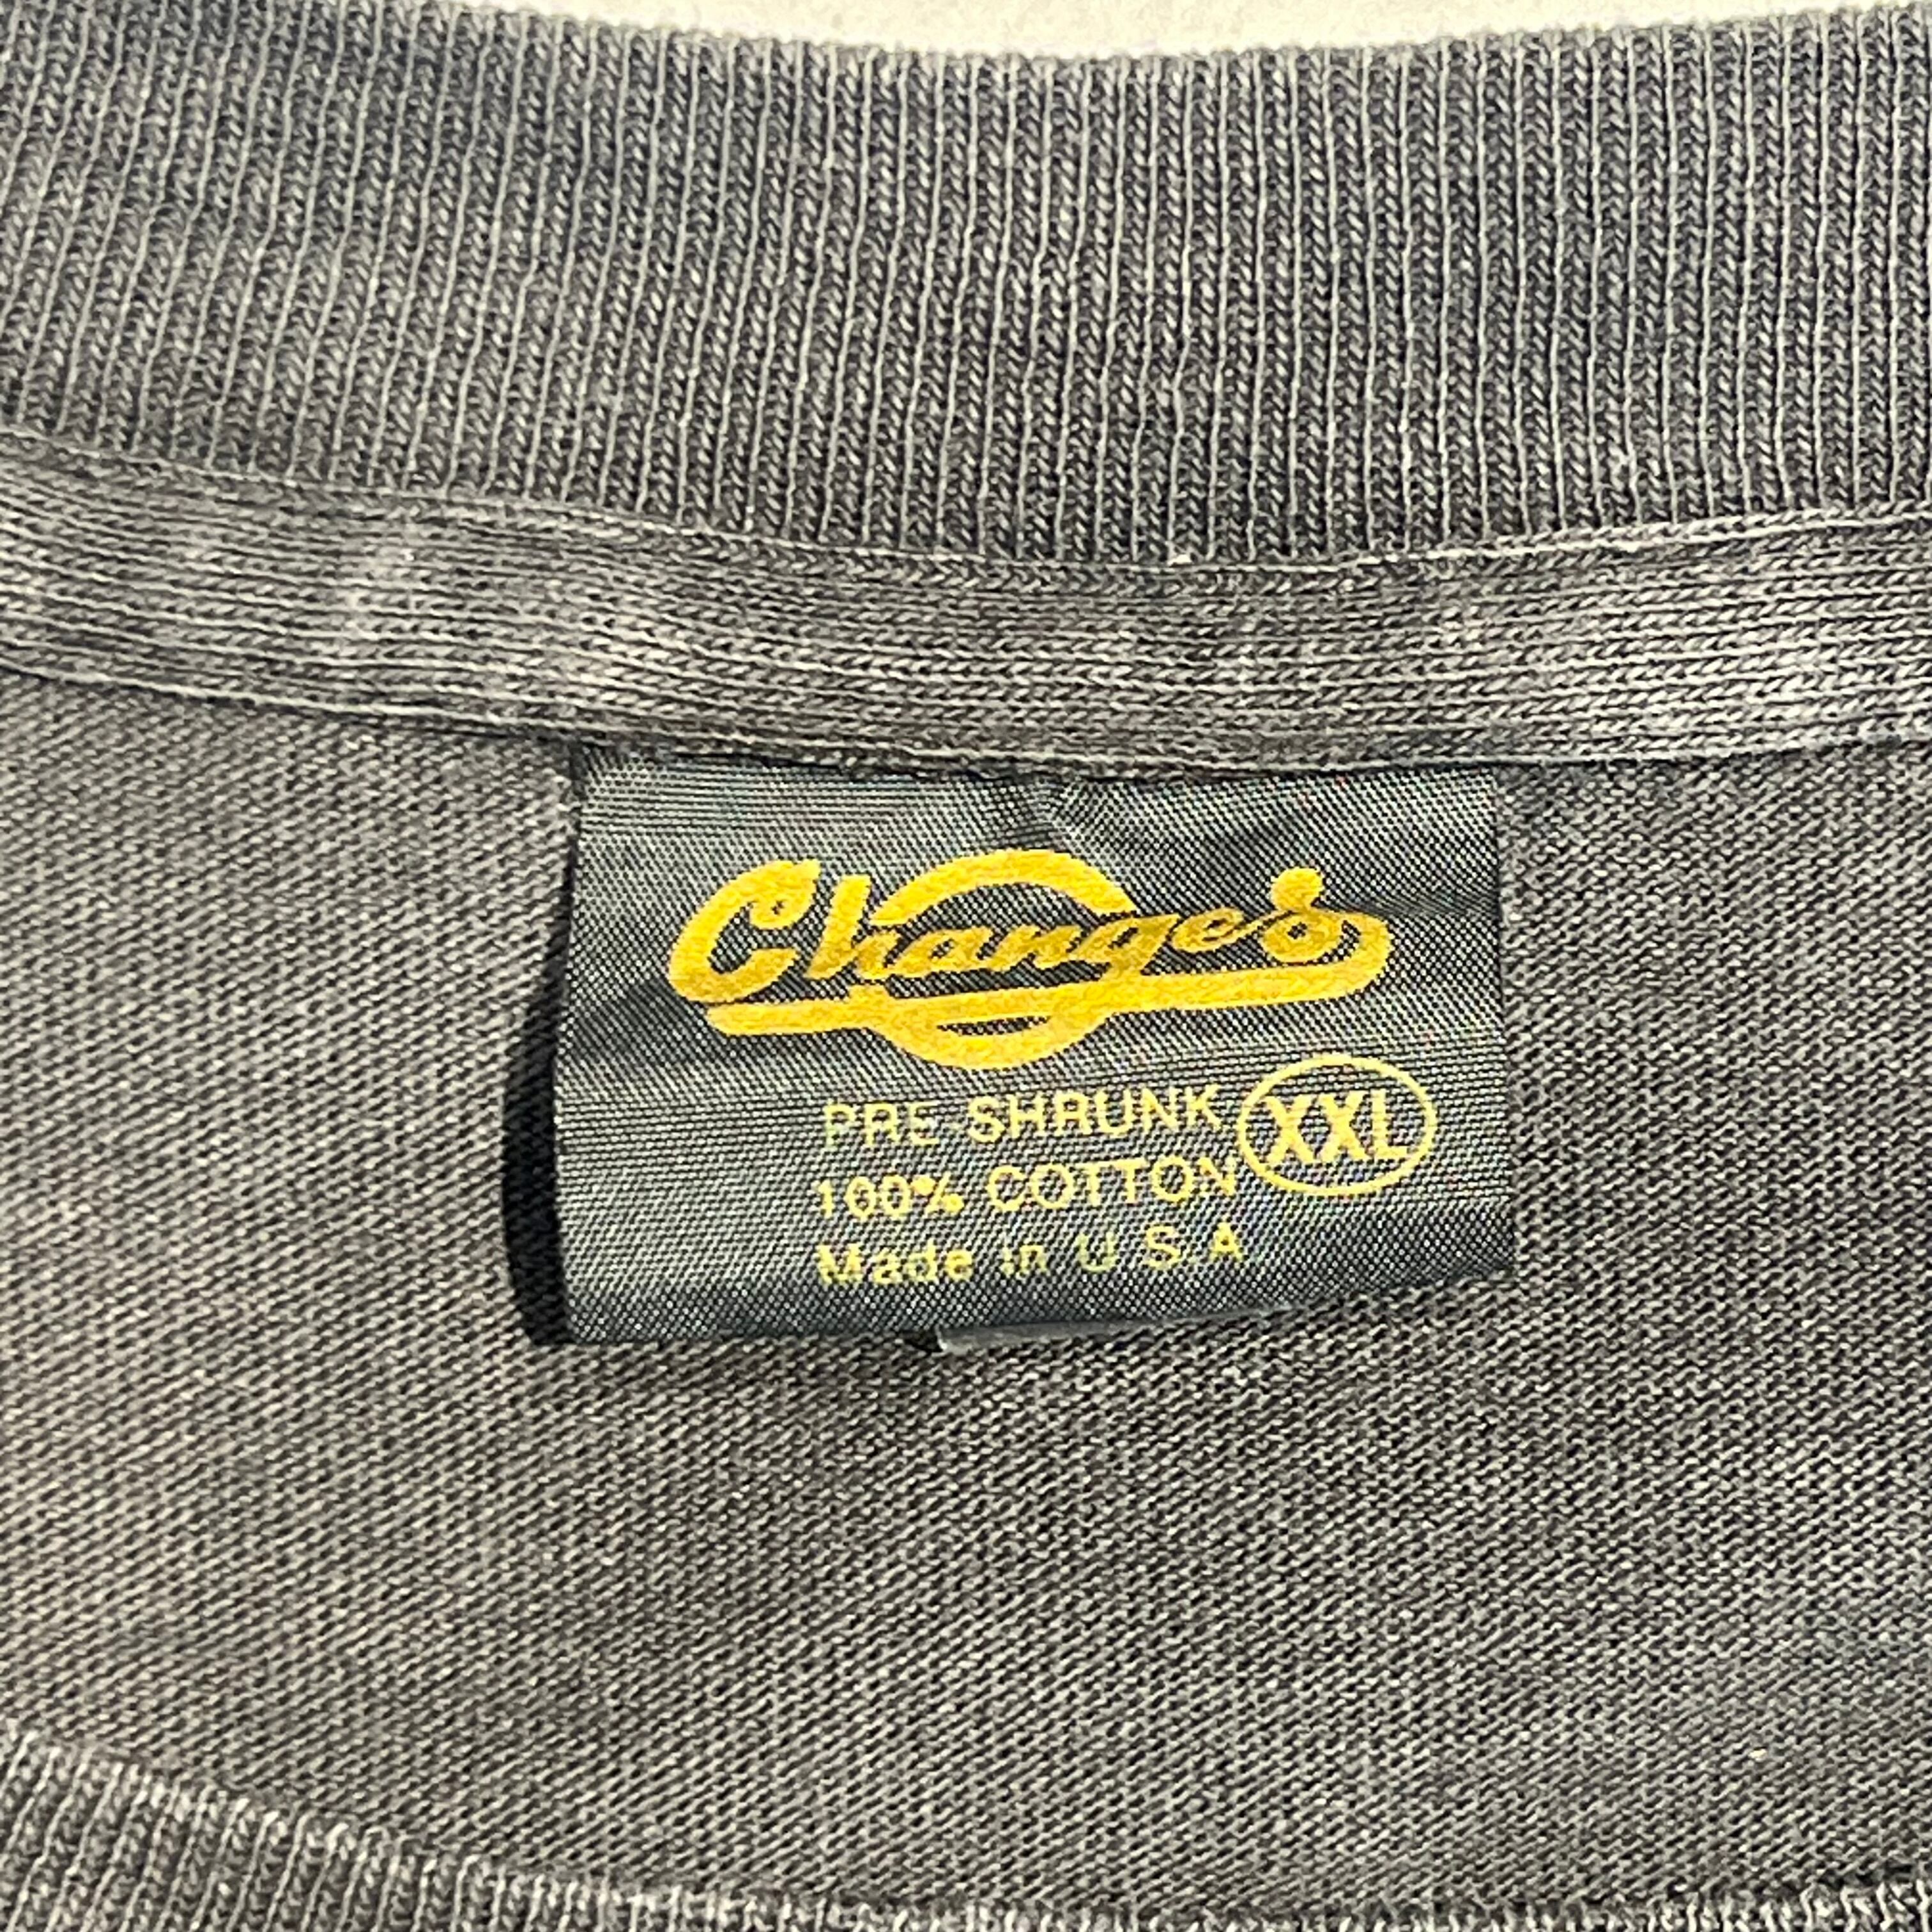 Changes
PRE-SHRUNK
XXL
100% COTTON
Made in U.S.A